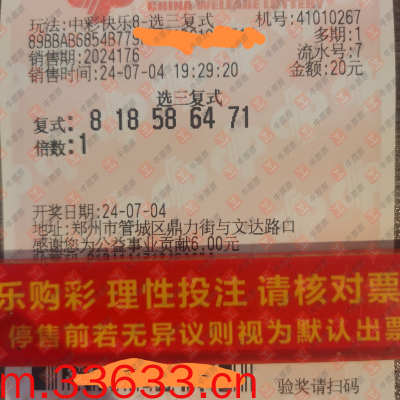 CHINA WELFARE LOTTERY
玩法:中彩快乐8-选三复式 机号:41010267
89BBAB6854B779 多期:1
销售期:2024176 流水号:7
销售时间:24-07-04 19:29:20 金额:20元
选三复式
复式: 8 18 58 64 71
倍数:1
开奖日期:24-07-04
地址:郑州市管城区鼎力街与文达路口
感谢您为公益事业贡献6.00元
乐购彩 理性投注 请核对票
停售前若无异议则视为默认出票
m.33633.cn
验奖请扫码